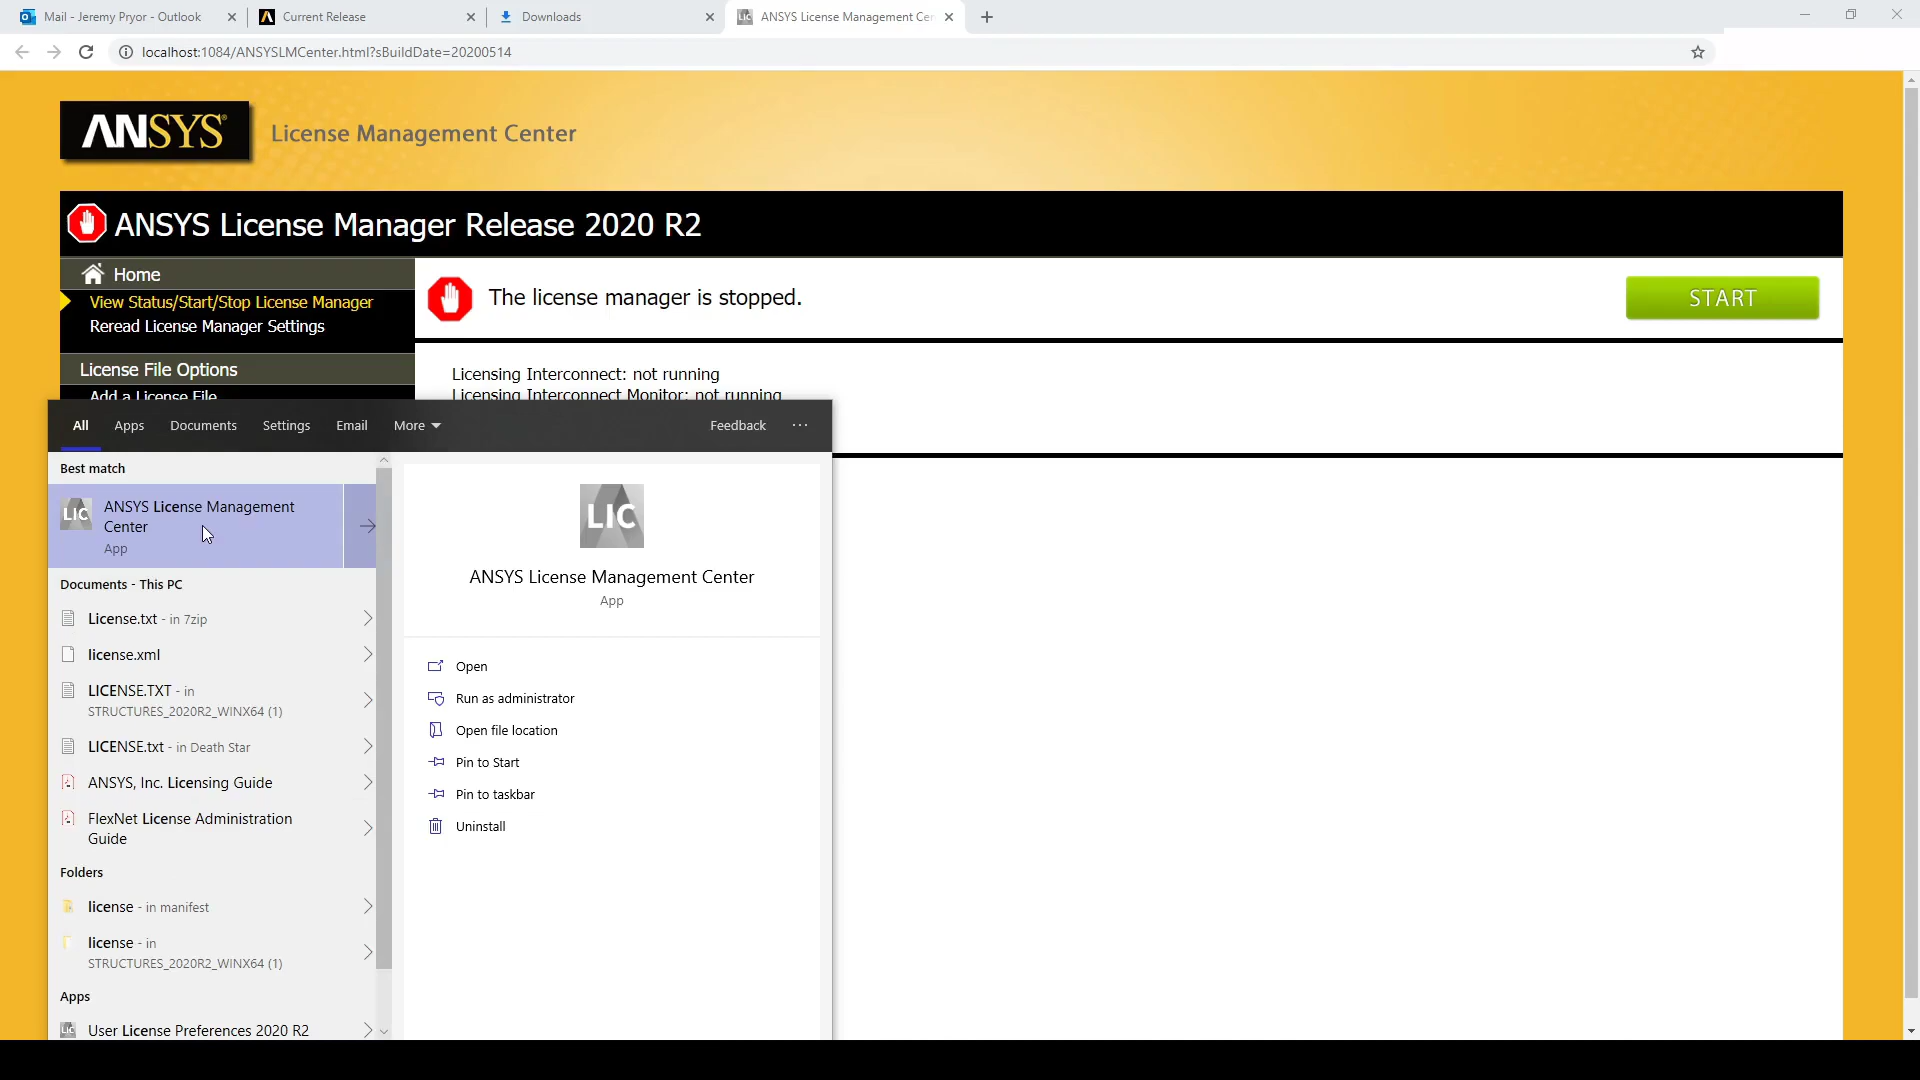 Mail - Jeremy Pryor - Outlook
Current Release
Downloads
ANSYS License Management Cer
localhost:1084/ANSYSLMCenter.html?sBuildDate=20200514
ANSYS License Management Center
ANSYS License Manager Release 2020 R2
Home
View Status/Start/Stop License Manager
Reread License Manager Settings
License File Options
Add a License File
The license manager is stopped.
START
Licensing Interconnect: not running
Licensing Interconnect Monitor: not running
All
Apps
Documents
Settings
Email
More
Feedback
Best match
LIC
ANSYS License Management
Center
App
Documents - This PC
License.txt - in 7zip
license.xml
LICENSE.TXT - in
STRUCTURES_2020R2_WINX64 (1)
LICENSE.txt - in Death Star
ANSYS, Inc. Licensing Guide
FlexNet License Administration
Guide
Folders
license - in manifest
license - in
STRUCTURES_2020R2_WINX64 (1)
Apps
LIC
User License Preferences 2020 R2
LIC
ANSYS License Management Center
App
Open
Run as administrator
Open file location
Pin to Start
Pin to taskbar
Uninstall